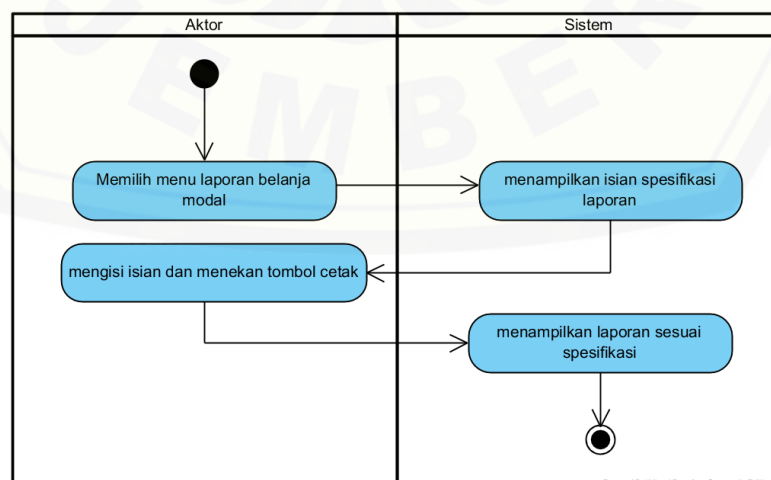 Aktor
Sistem
Memilih menu laporan belanja
modal
menampilkan isian spesifikasi
laporan
mengisi isian dan menekan tombol cetak
menampilkan laporan sesuai
spesifikasi
EMBER